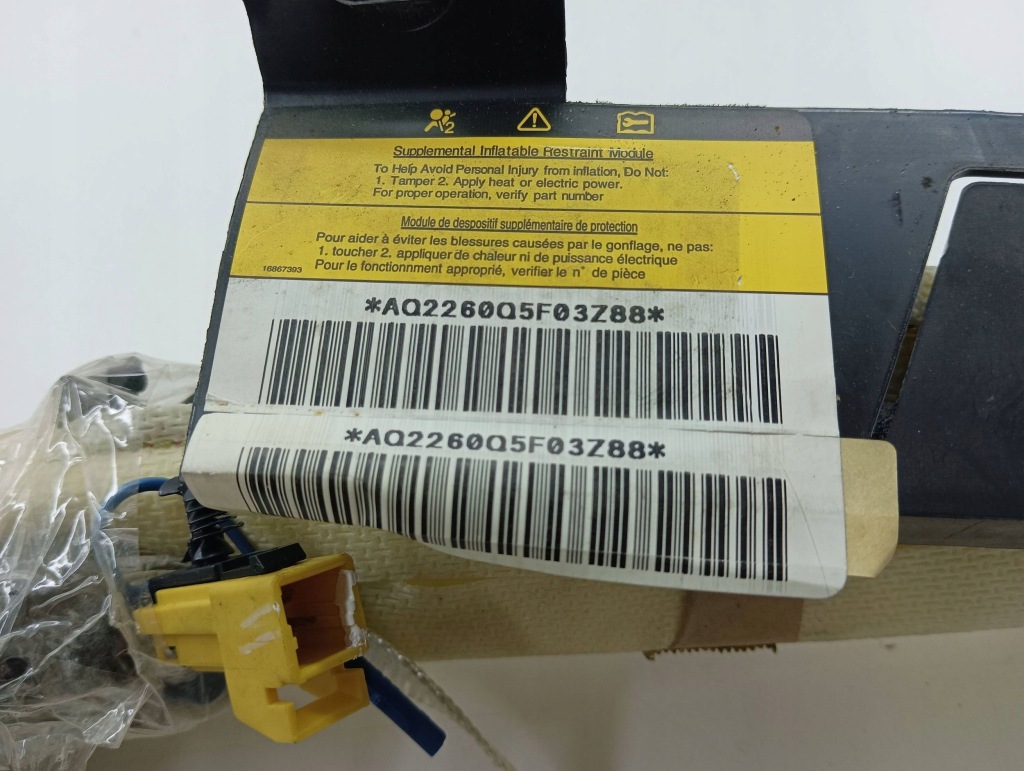 2
Supplemental Inflatable Restraint Module
To Help Avoid Personal Injury from inflation, Do Not:
1. Tamper 2. Apply heat or electric power.
For proper operation, verify part number
Module de despositif supplémentaire de protection
Pour aider à éviter les blessures causées par le gonflage, ne pas:
1. toucher 2. appliquer de chaleur ni de puissance électrique
16867393 Pour le fonctionnment approprié, verifier le n° de pièce
*AQ2260Q5F03Z88*
*AQ2260Q5F03Z88*